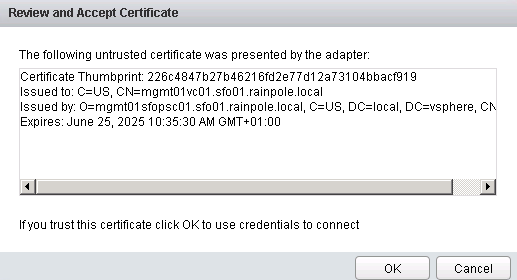 Review and Accept Certificate
The following untrusted certificate was presented by the adapter:
Certificate Thumbprint: 226c4847b27b46216fd2e77d12a73104bbacf919
Issued to: C=US, CN=mgmt01vc01.sfo01.rainpole.local
Issued by: O=mgmt01sfopsc01.sfo01.rainpole.local, C=US, DC=local, DC=vsphere, CN
Expires: June 25, 2025 10:35:30 AM GMT+01:00
If you trust this certificate click OK to use credentials to connect
OK
Cancel